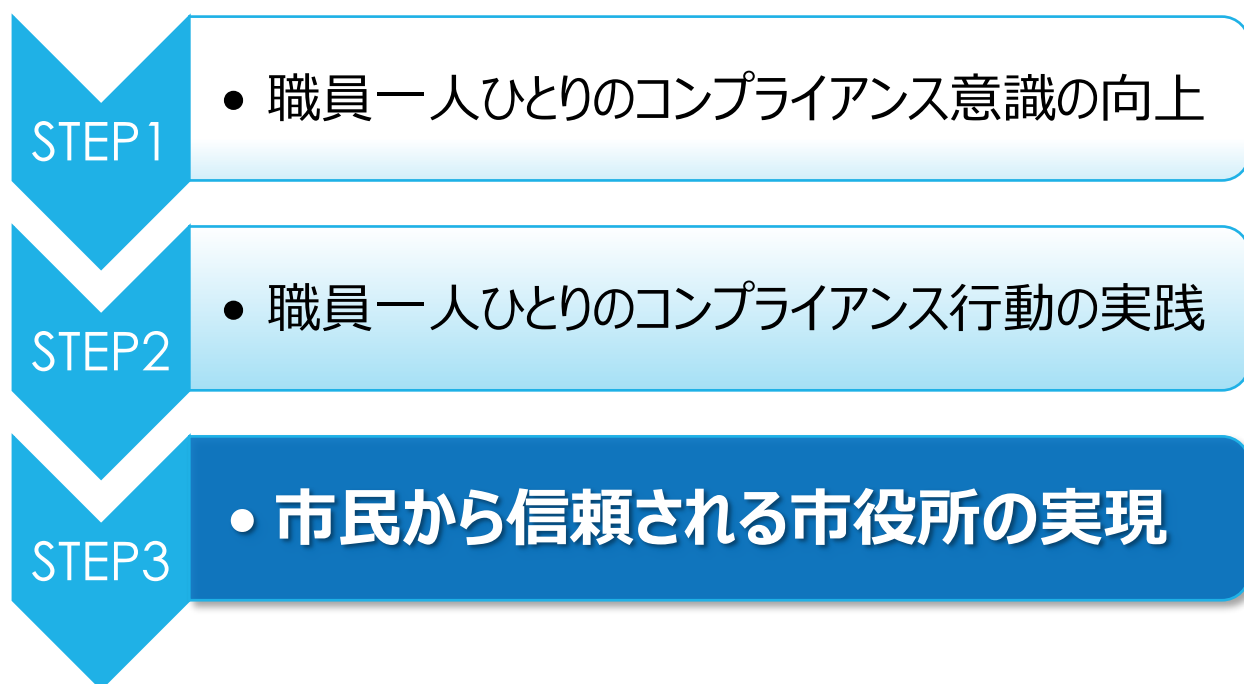 STEP1
• 職員一人ひとりのコンプライアンス意識の向上
STEP2
• 職員一人ひとりのコンプライアンス行動の実践
STEP3
• 市民から信頼される市役所の実現